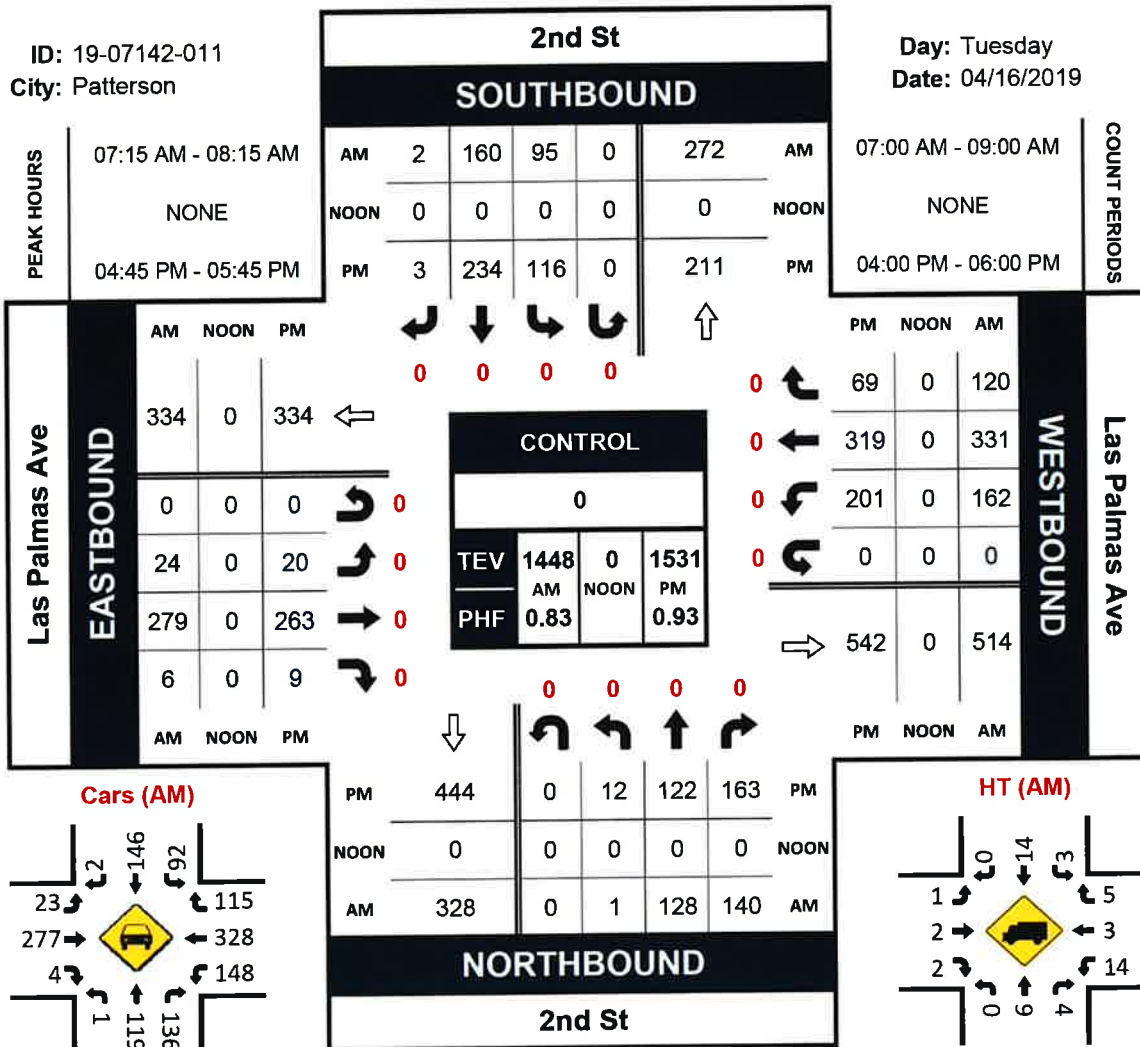 ID: 19-07142-011
City: Patterson
2nd St
SOUTHBOUND
Day: Tuesday
Date: 04/16/2019
PEAK HOURS
07:15 AM - 08:15 AM
NONE
04:45 PM - 05:45 PM
AM 2 160 95 0 272 AM
NOON 0 0 0 0 0 NOON
PM 3 234 116 0 211 PM
07:00 AM - 09:00 AM
NONE
04:00 PM - 06:00 PM
COUNT PERIODS
0 0 0 0
Las Palmas Ave
EASTBOUND
AM NOON PM
334 0 334
0 0 0 0
24 0 20 0
279 0 263 0
6 0 9 0
AM NOON PM
CONTROL
0
TEV 1448 0 1531
AM NOON PM
PHF 0.83 0.93
PM NOON AM
0 69 0 120
0 319 0 331
0 201 0 162
0 0 0 0
542 0 514
PM NOON AM
WESTBOUND
Las Palmas Ave
0 0 0 0
PM 444 0 12 122 163 PM
NOON 0 0 0 0 0 NOON
AM 328 0 1 128 140 AM
NORTHBOUND
2nd St
Cars (AM)
2 146 92
23 115
277 328
4 148
1 119 136
HT (AM)
0 14 3
1 5
2 3
2 14
0 9 4